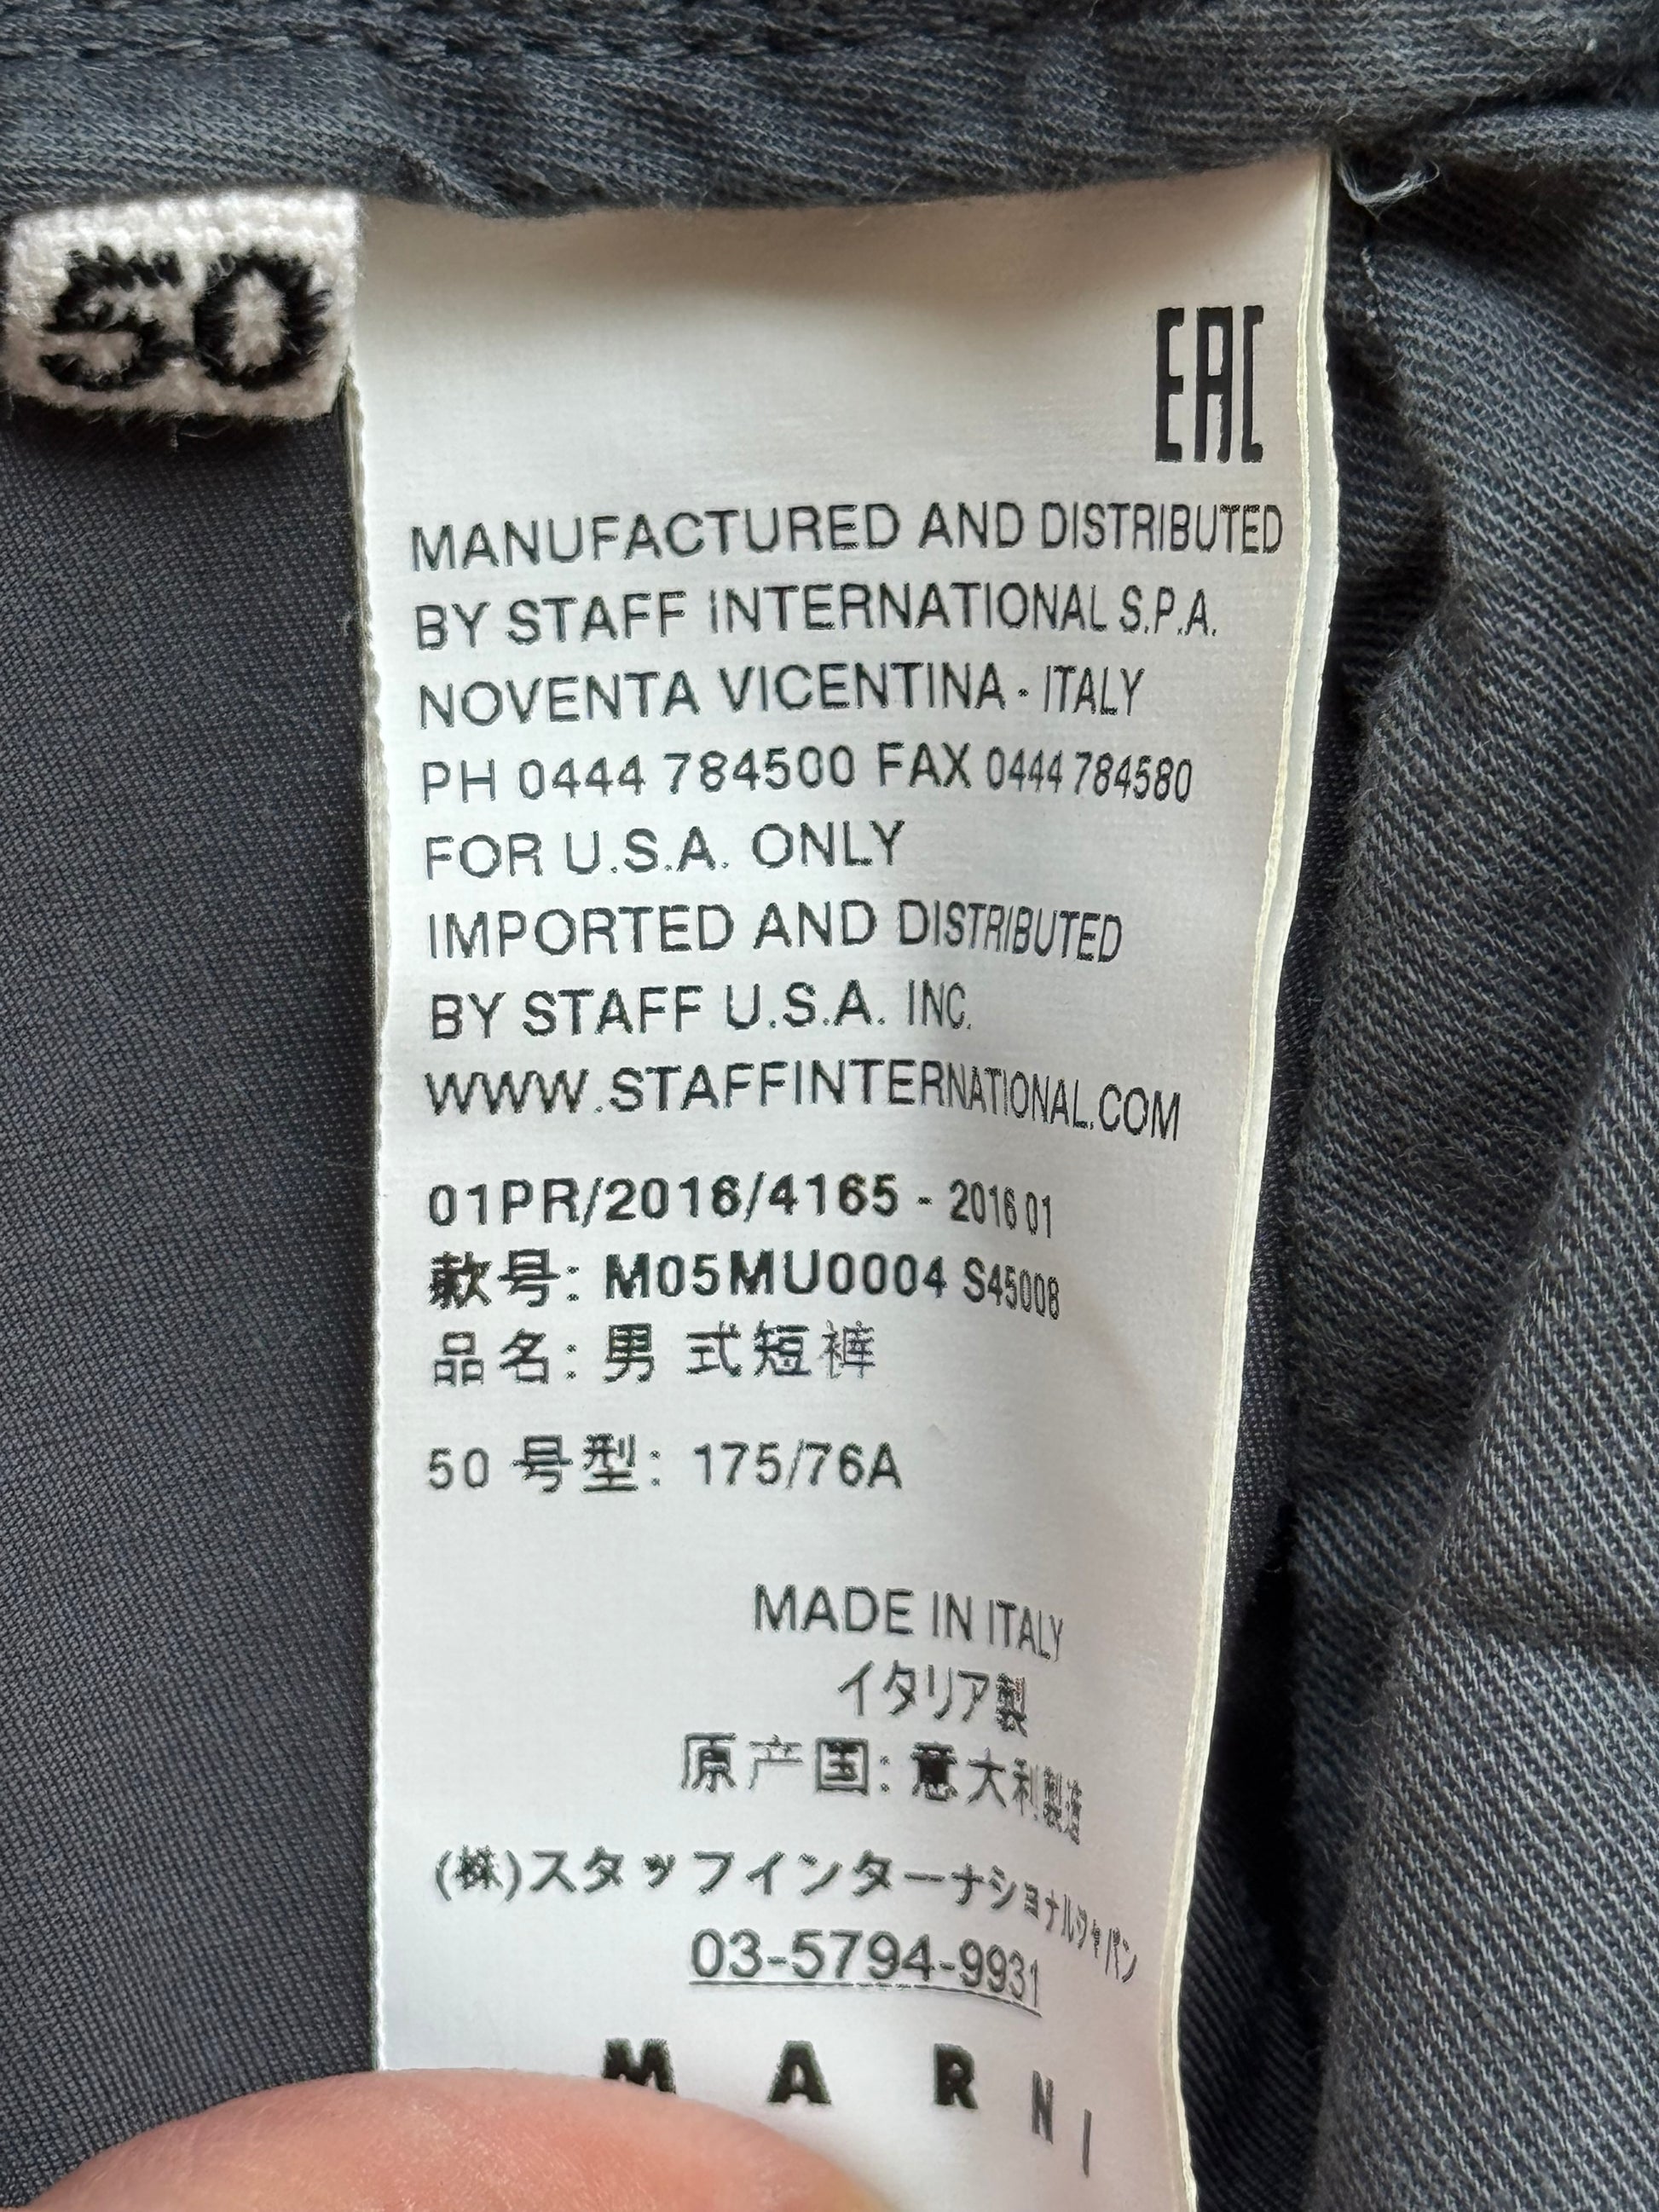 50
EAC
MANUFACTURED AND DISTRIBUTED
BY STAFF INTERNATIONAL S.P.A.
NOVENTA VICENTINA - ITALY
PH 0444 784500 FAX 0444 784580
FOR U.S.A. ONLY
IMPORTED AND DISTRIBUTED
BY STAFF U.S.A. INC.
WWW.STAFFINTERNATIONAL.COM
01PR/2016/4165 - 2016 01
款号: M05MU0004 S45008
品名: 男 式短裤
50 号型: 175/76A
MADE IN ITALY
イタリア製
原产国: 意大利製造
(株)スタッフインターナショナルジャパン
03-5794-9931
MARNI